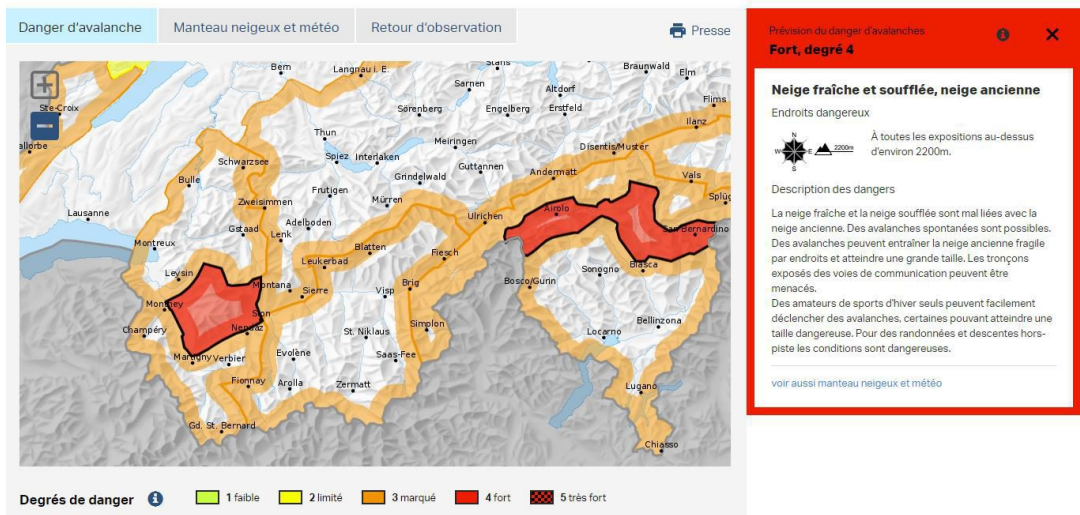 Danger d'avalanche
Manteau neigeux et météo
Retour d'observation
Presse
Bern
Langnau i. E.
Stans
Braunwald
Elm
Sarnen
Altdorf
Flims
Ste-Croix
Sörenberg
Engelberg
Erstfeld
Ilanz
Thun
Meiringen
Disentis/Mustér
allorbe
Schwarzsee
Spiez
Interlaken
Guttannen
Andermatt
Vals
Bulle
Grindelwald
Frutigen
Mürren
Splüg
Zweisimmen
Lausanne
Adelboden
Ulrichen
Airolo
Gstaad
Lenk
San Bernardino
Montreux
Blatten
Fiesch
Leukerbad
Biasca
Leysin
Sonogno
Montana
Sierre
Visp
Brig
Bosco/Gurin
Monthey
Sion
Bellinzona
Champéry
Nendaz
St. Niklaus
Simplon
Locarno
Martigny
Verbier
Evolène
Saas-Fee
Fionnay
Arolla
Zermatt
Lugano
Gd. St. Bernard
Chiasso
Degrés de danger
1 faible
2 limité
3 marqué
4 fort
5 très fort
Prévision du danger d'avalanches
Fort, degré 4
Neige fraîche et soufflée, neige ancienne
Endroits dangereux
N
W
E
S
2200m
À toutes les expositions au-dessus
d'environ 2200m.
Description des dangers
La neige fraîche et la neige soufflée sont mal liées avec la
neige ancienne. Des avalanches spontanées sont possibles.
Des avalanches peuvent entraîner la neige ancienne fragile
par endroits et atteindre une grande taille. Les tronçons
exposés des voies de communication peuvent être
menacés.
Des amateurs de sports d'hiver seuls peuvent facilement
déclencher des avalanches, certaines pouvant atteindre une
taille dangereuse. Pour des randonnées et descentes hors-
piste les conditions sont dangereuses.
voir aussi manteau neigeux et météo